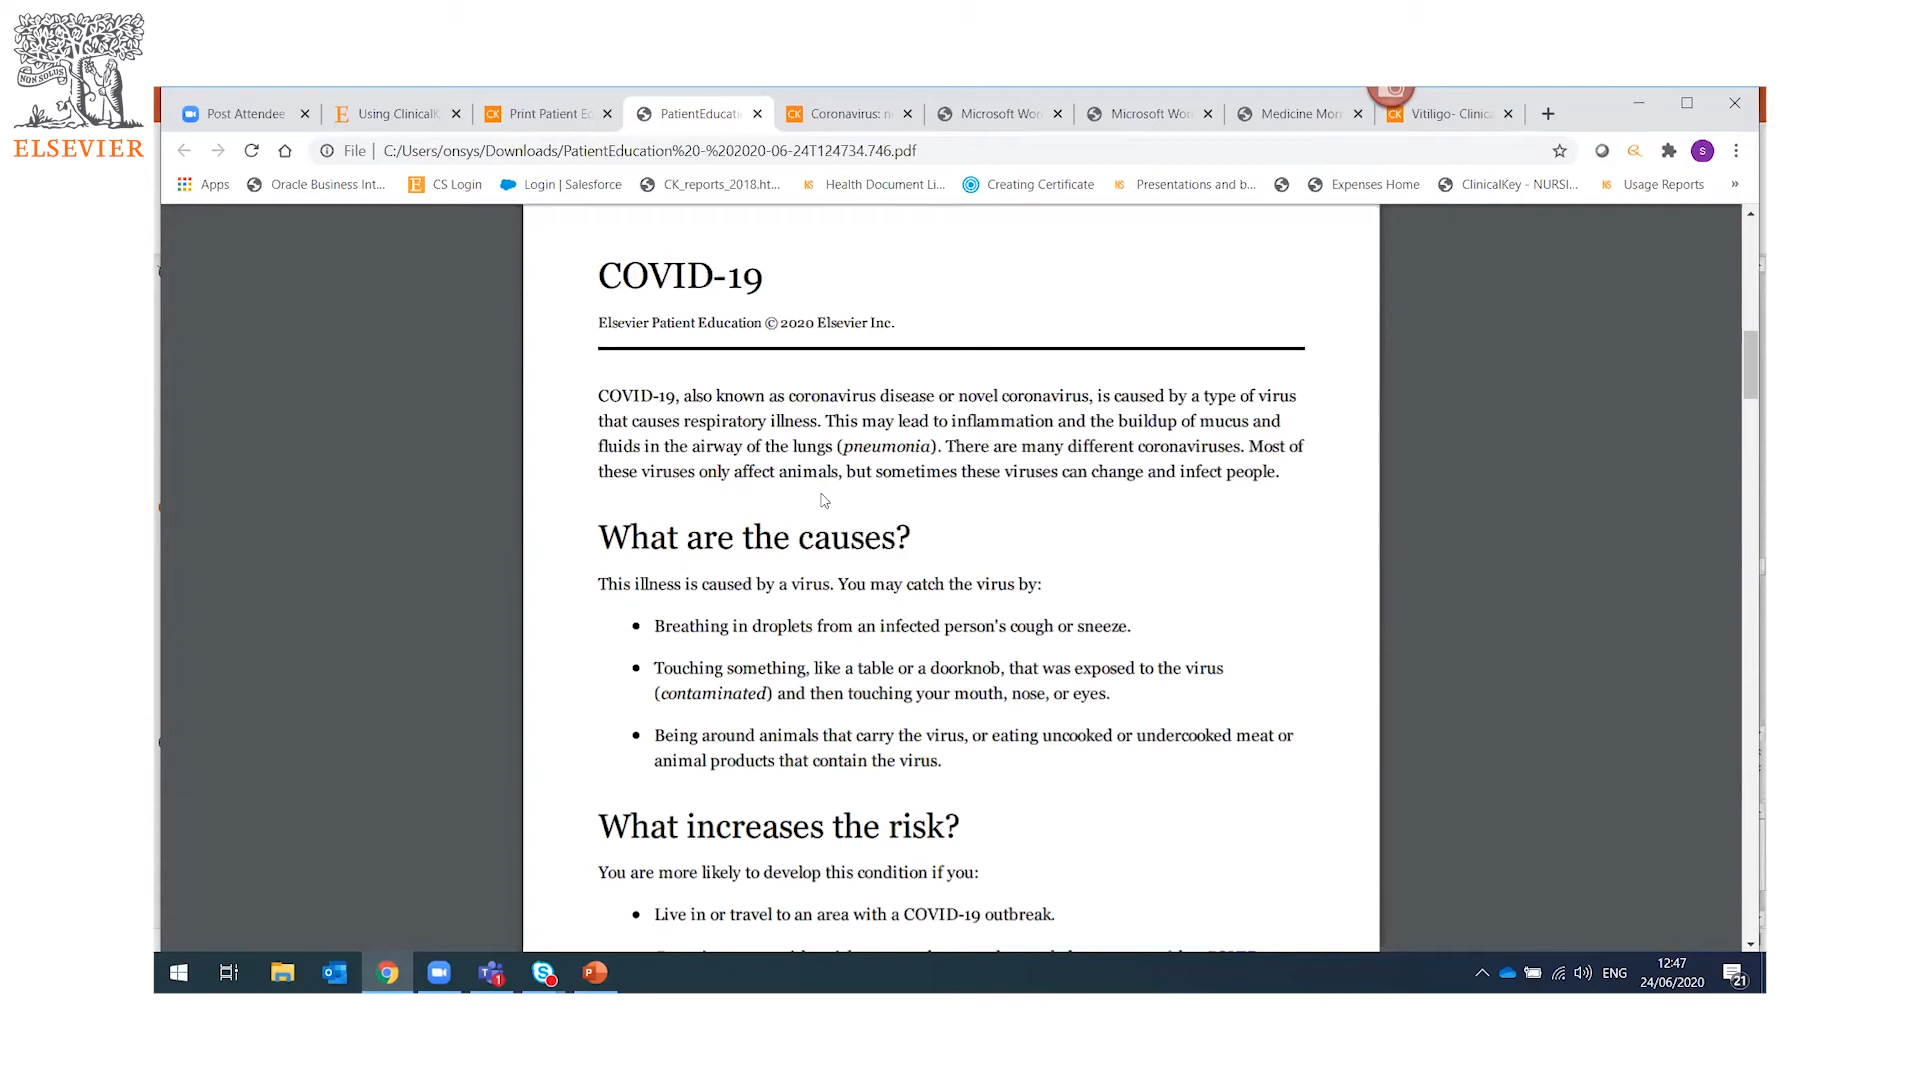 NON SOLUS
ELSEVIER
Post Attendee
Using ClinicalK
Print Patient E
PatientEducati
Coronavirus: n
Microsoft Wor
Microsoft Wor
Medicine Mor
Vitiligo- Clinica
File
C:/Users/onsys/Downloads/PatientEducation%20-%202020-06-24T124734.746.pdf
S
Apps
Oracle Business Int...
CS Login
Login | Salesforce
CK_reports_2018.ht...
Health Document Li...
Creating Certificate
Presentations and b...
Expenses Home
ClinicalKey - NURSI...
Usage Reports
»
COVID-19
Elsevier Patient Education © 2020 Elsevier Inc.
COVID-19, also known as coronavirus disease or novel coronavirus, is caused by a type of virus
that causes respiratory illness. This may lead to inflammation and the buildup of mucus and
fluids in the airway of the lungs (pneumonia). There are many different coronaviruses. Most of
these viruses only affect animals, but sometimes these viruses can change and infect people.
What are the causes?
This illness is caused by a virus. You may catch the virus by:
• Breathing in droplets from an infected person's cough or sneeze.
• Touching something, like a table or a doorknob, that was exposed to the virus
(contaminated) and then touching your mouth, nose, or eyes.
• Being around animals that carry the virus, or eating uncooked or undercooked meat or
animal products that contain the virus.
What increases the risk?
You are more likely to develop this condition if you:
• Live in or travel to an area with a COVID-19 outbreak.
ENG
12:47
24/06/2020
21